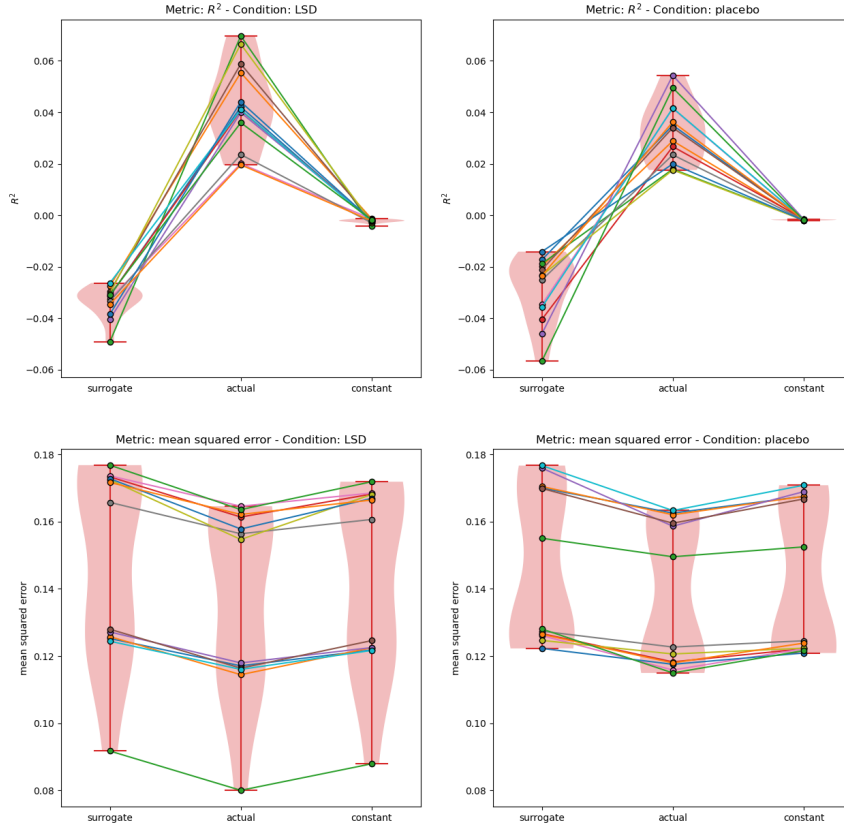 Metric: R² - Condition: LSD
0.06
0.04
0.02
0.00
−0.02
−0.04
−0.06
R²
surrogate actual constant
Metric: R² - Condition: placebo
0.06
0.04
0.02
0.00
−0.02
−0.04
−0.06
R²
surrogate actual constant
Metric: mean squared error - Condition: LSD
0.18
0.16
0.14
0.12
0.10
0.08
mean squared error
surrogate actual constant
Metric: mean squared error - Condition: placebo
0.18
0.16
0.14
0.12
0.10
0.08
mean squared error
surrogate actual constant